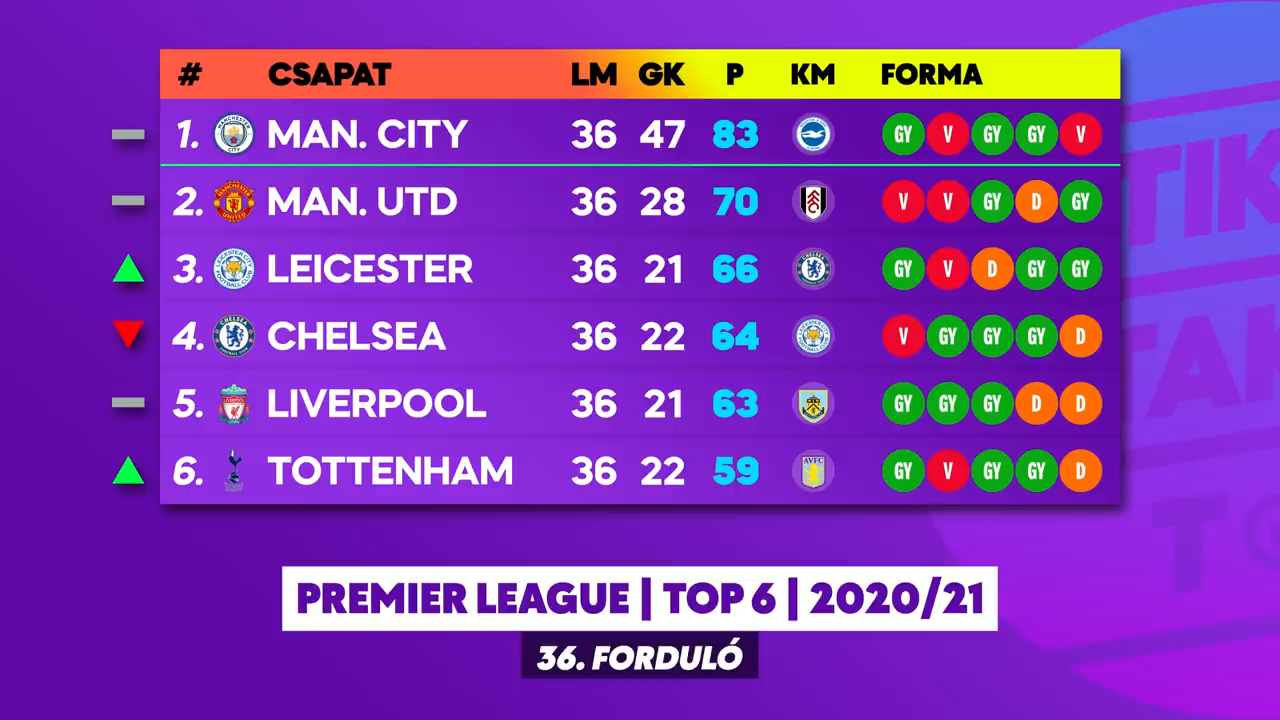 # CSAPAT LM GK P KM FORMA
1. MAN. CITY 36 47 83 GY V GY GY V
2. MAN. UTD 36 28 70 V V GY D GY
3. LEICESTER 36 21 66 GY V D GY GY
4. CHELSEA 36 22 64 V GY GY GY D
5. LIVERPOOL 36 21 63 GY GY GY D D
6. TOTTENHAM 36 22 59 GY V GY GY D
PREMIER LEAGUE | TOP 6 | 2020/21
36. FORDULÓ